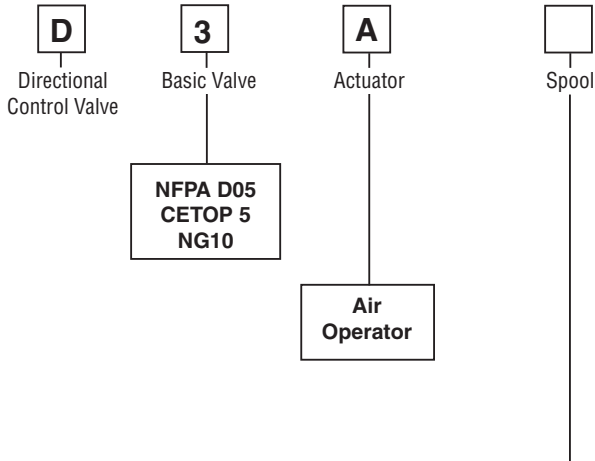 D 3 A
Directional Control Valve
Basic Valve
Actuator
Spool
NFPA D05
CETOP 5
NG10
Air
Operator